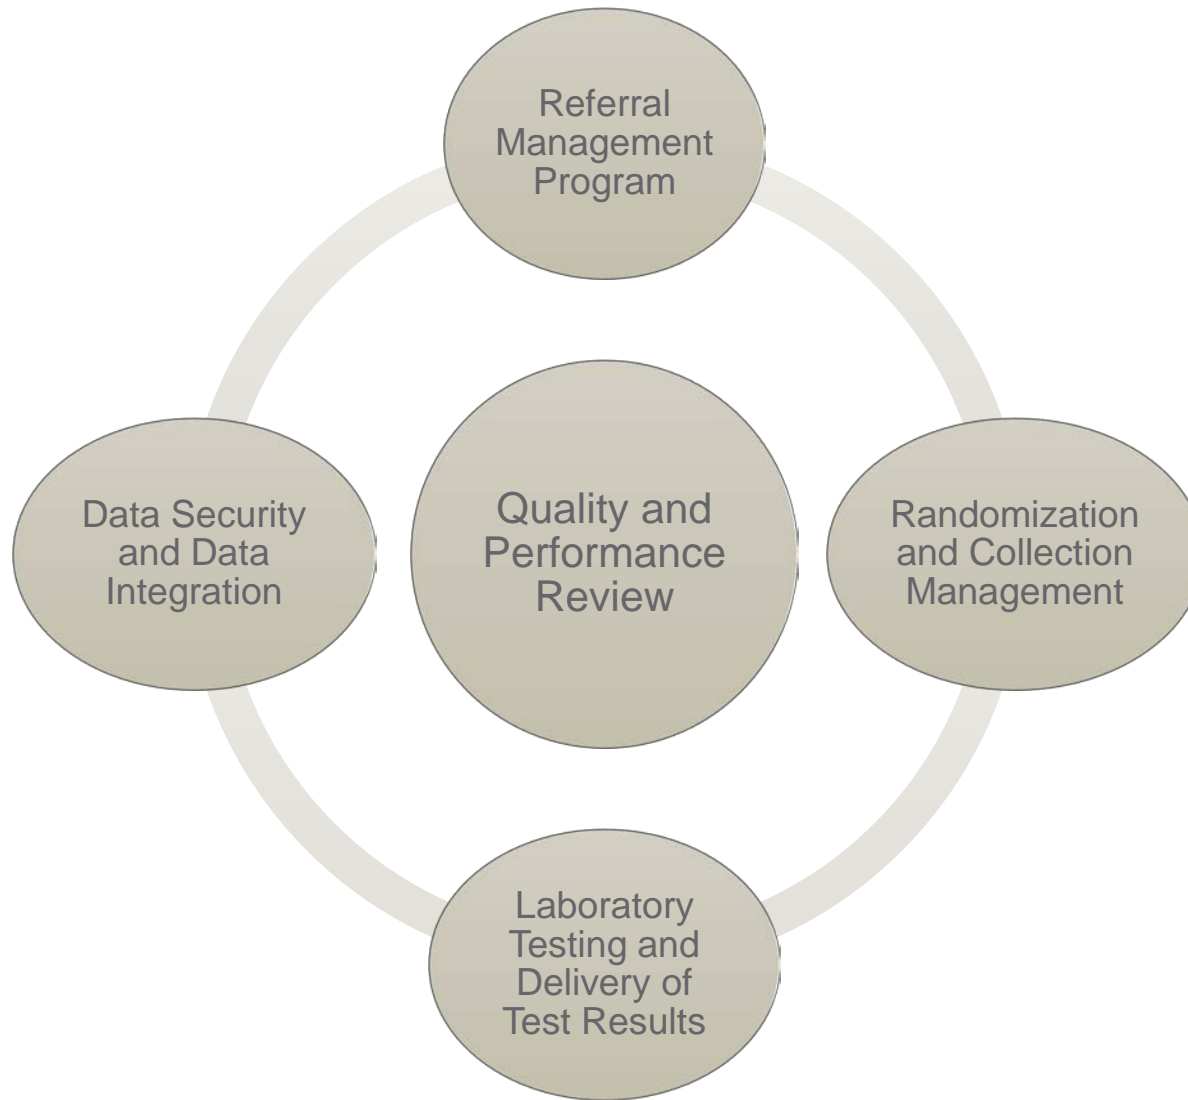 Referral
Management
Program
Data Security
and Data
Integration
Quality and
Performance
Review
Randomization
and Collection
Management
Laboratory
Testing and
Delivery of
Test Results